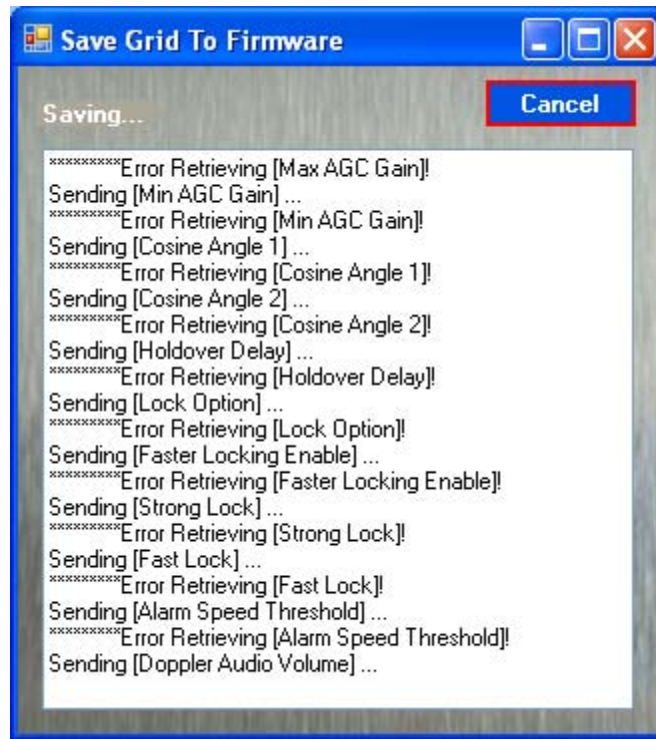 Save Grid To Firmware
Saving...
Cancel
*********Error Retrieving [Max AGC Gain]!
Sending [Min AGC Gain] ...
*********Error Retrieving [Min AGC Gain]!
Sending [Cosine Angle 1] ...
*********Error Retrieving [Cosine Angle 1]!
Sending [Cosine Angle 2] ...
*********Error Retrieving [Cosine Angle 2]!
Sending [Holdover Delay] ...
*********Error Retrieving [Holdover Delay]!
Sending [Lock Option] ...
*********Error Retrieving [Lock Option]!
Sending [Faster Locking Enable] ...
*********Error Retrieving [Faster Locking Enable]!
Sending [Strong Lock] ...
*********Error Retrieving [Strong Lock]!
Sending [Fast Lock] ...
*********Error Retrieving [Fast Lock]!
Sending [Alarm Speed Threshold] ...
*********Error Retrieving [Alarm Speed Threshold]!
Sending [Doppler Audio Volume] ...